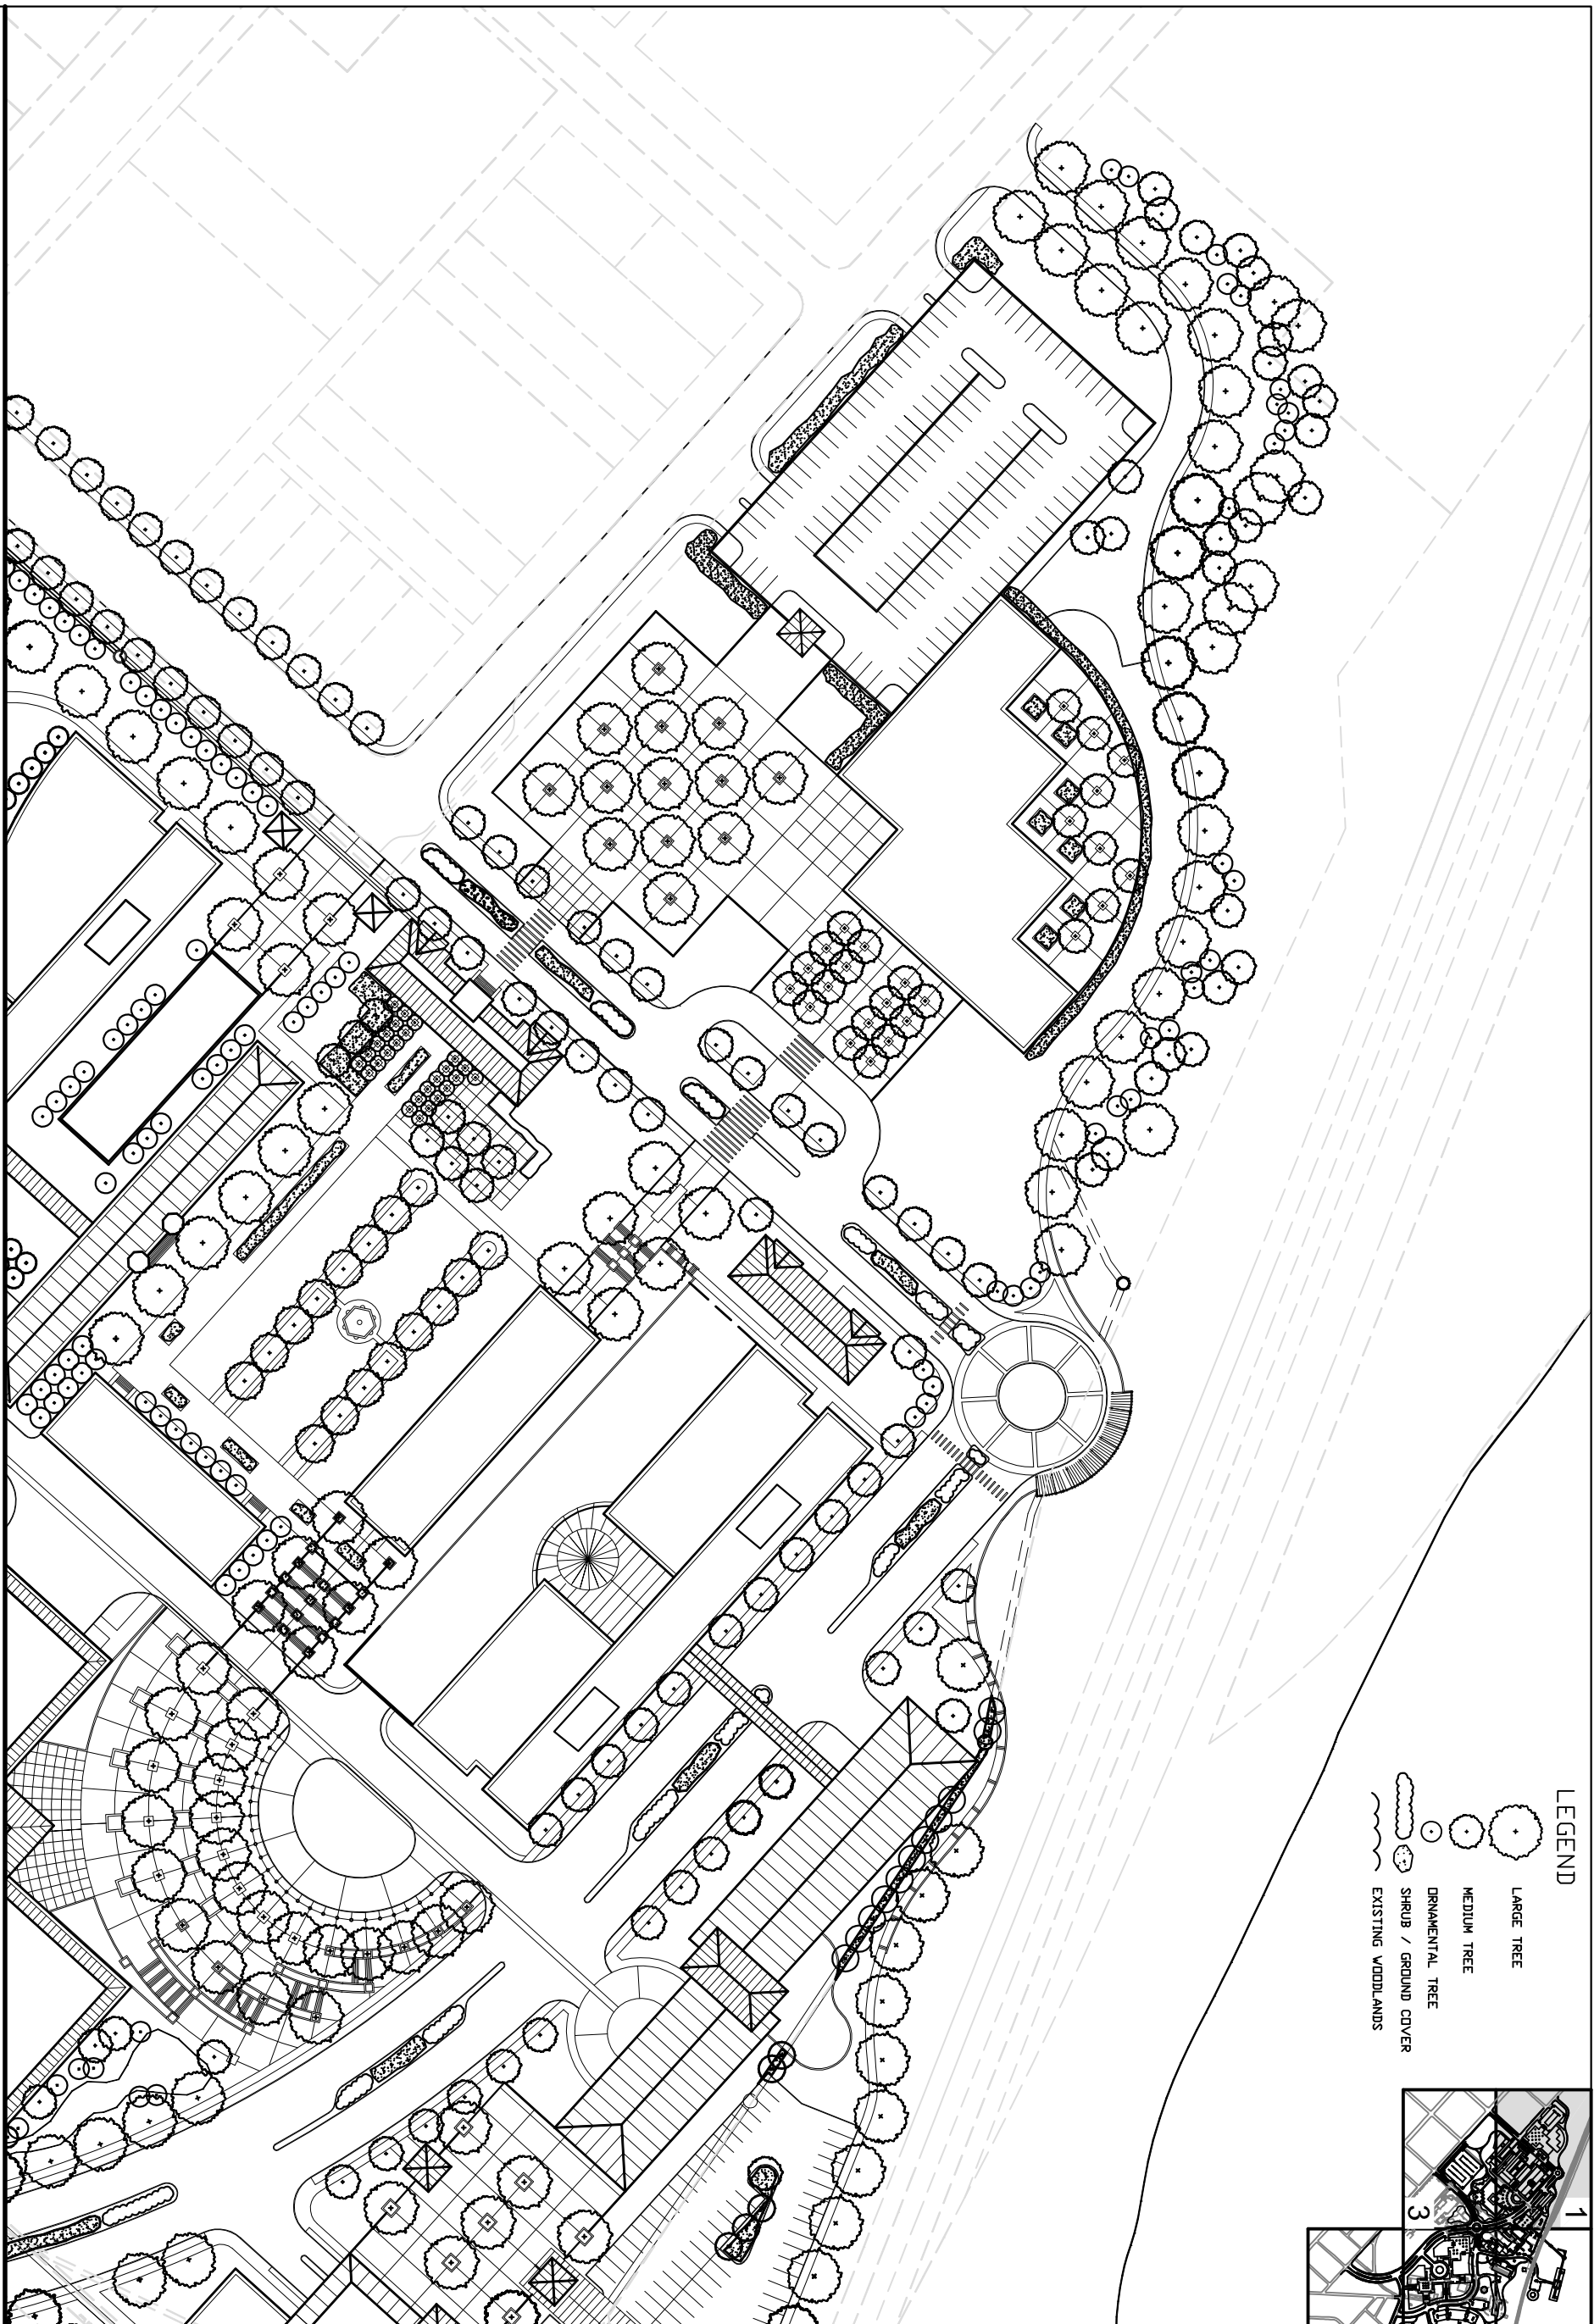 LEGEND
LARGE TREE
MEDIUM TREE
ORNAMENTAL TREE
SHRUB / GROUND COVER
EXISTING WOODLANDS
1
3